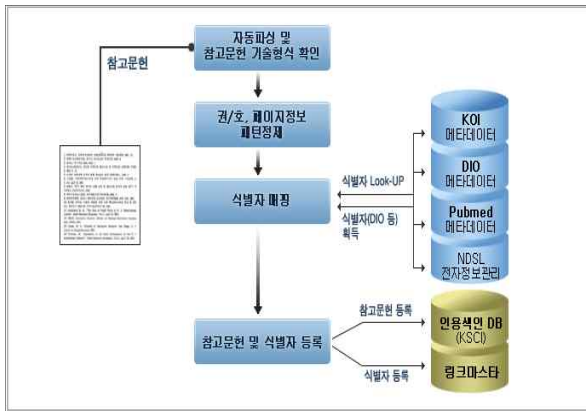 자동파싱 및
참고문헌 기술형식 확인
참고문헌
권/호, 페이지정보
패턴정제
식별자 매핑
식별자 Look-UP
식별자(DIO 등)
획득
KOI
메타데이터
DIO
메타데이터
Pubmed
메타데이터
NDSL
전자정보관리
참고문헌 및 식별자 등록
참고문헌 등록
식별자 등록
인용색인 DB
(KSCI)
링크마스타